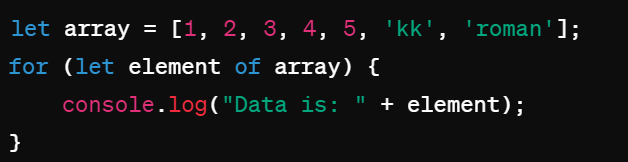 let array = [1, 2, 3, 4, 5, 'kk', 'roman'];
for (let element of array) {
    console.log("Data is: " + element);
}